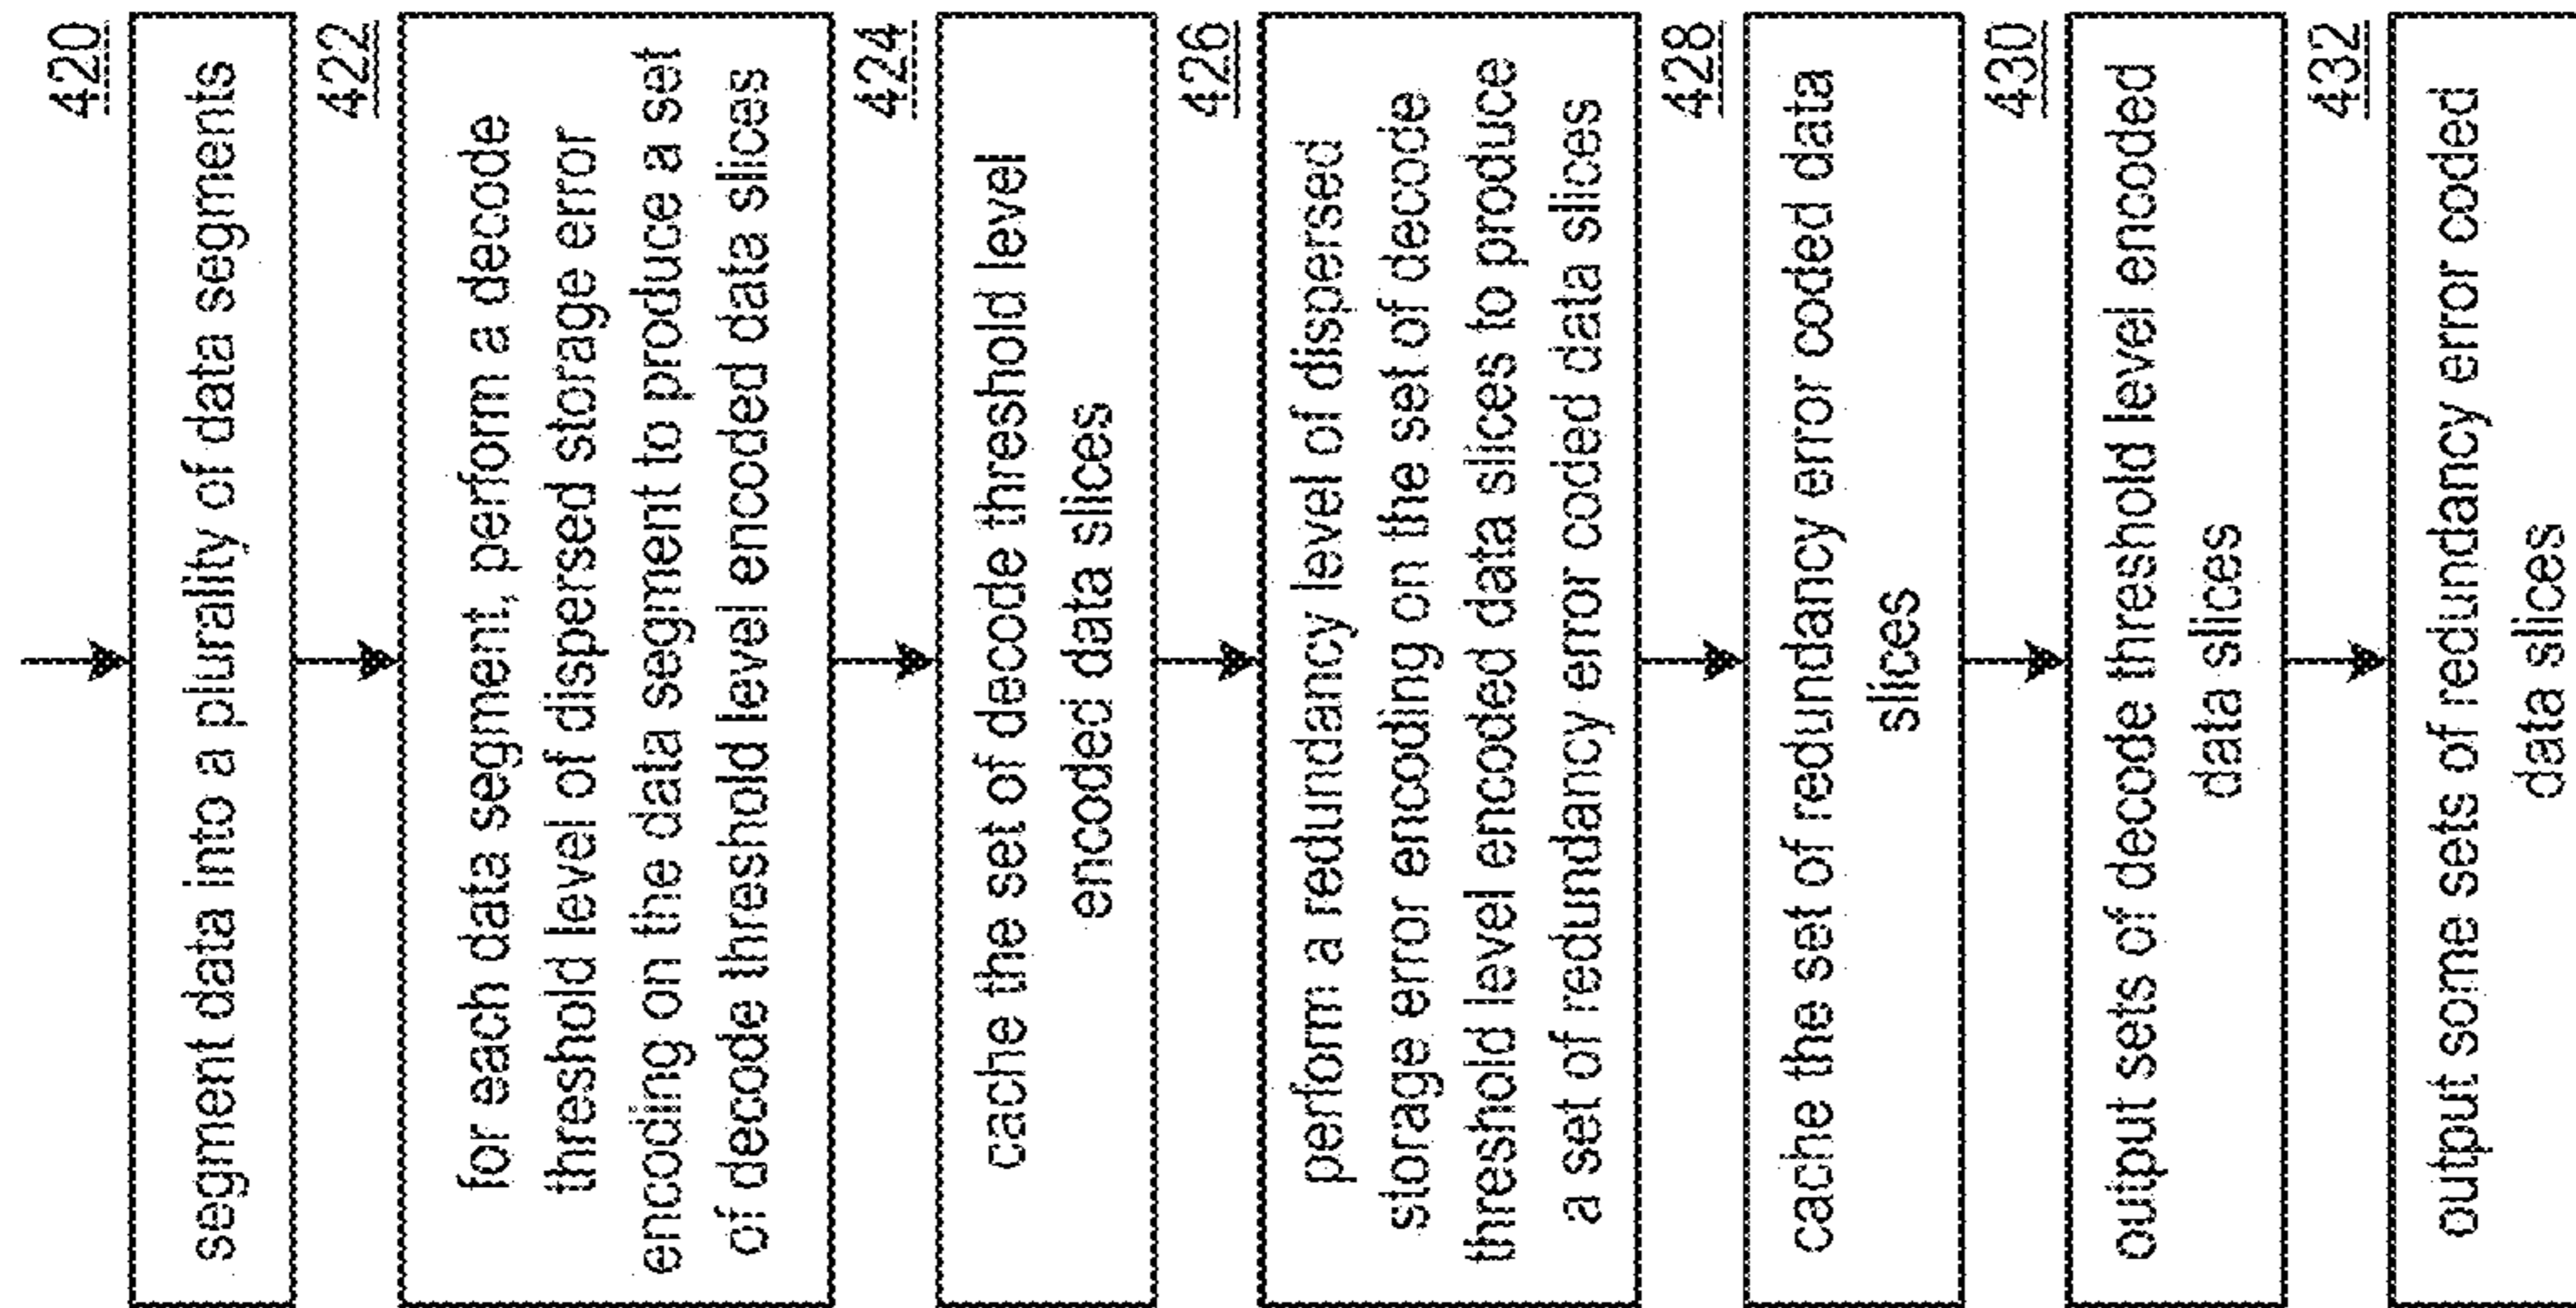 420
segment data into a plurality of data segments
422
for each data segment, perform a decode
threshold level of dispersed storage error
encoding on the data segment to produce a set
of decode threshold level encoded data slices
424
cache the set of decode threshold level
encoded data slices
426
perform a redundancy level of dispersed
storage error encoding on the set of decode
threshold level encoded data slices to produce
a set of redundancy error coded data slices
428
cache the set of redundancy error coded data
slices
430
output sets of decode threshold level encoded
data slices
432
output some sets of redundancy error coded
data slices